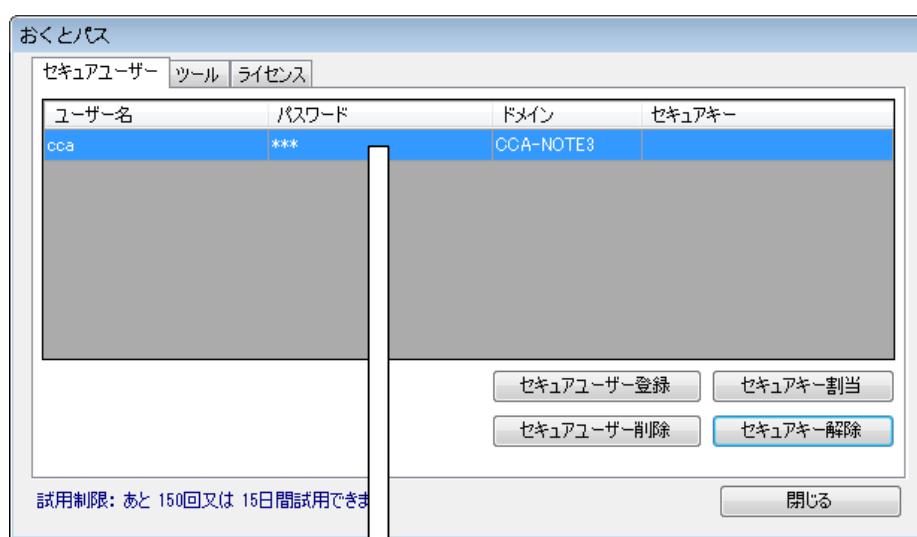 おくとパス
セキュアユーザー ツール ライセンス
ユーザー名 パスワード ドメイン セキュアキー
cca *** CCA-NOTE3
セキュアユーザー登録 セキュアキー割当
セキュアユーザー削除 セキュアキー解除
試用制限: あと 150回又は 15日間試用できま
閉じる